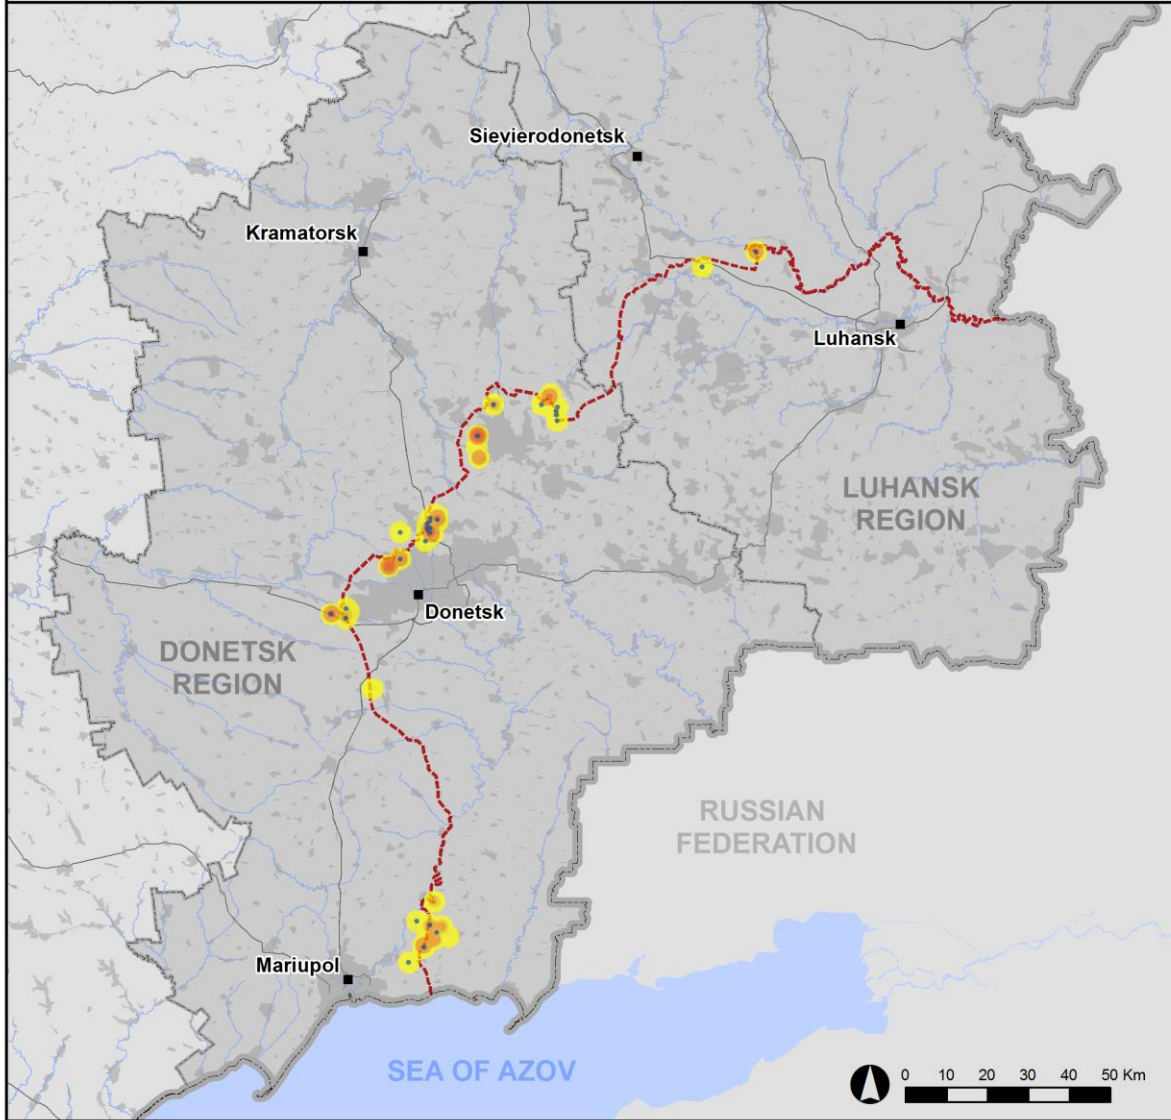 Sievierodonetsk
Kramatorsk
Luhansk
LUHANSK
REGION
Donetsk
DONETSK
REGION
RUSSIAN
FEDERATION
Mariupol
SEA OF AZOV
0 10 20 30 40 50 Km